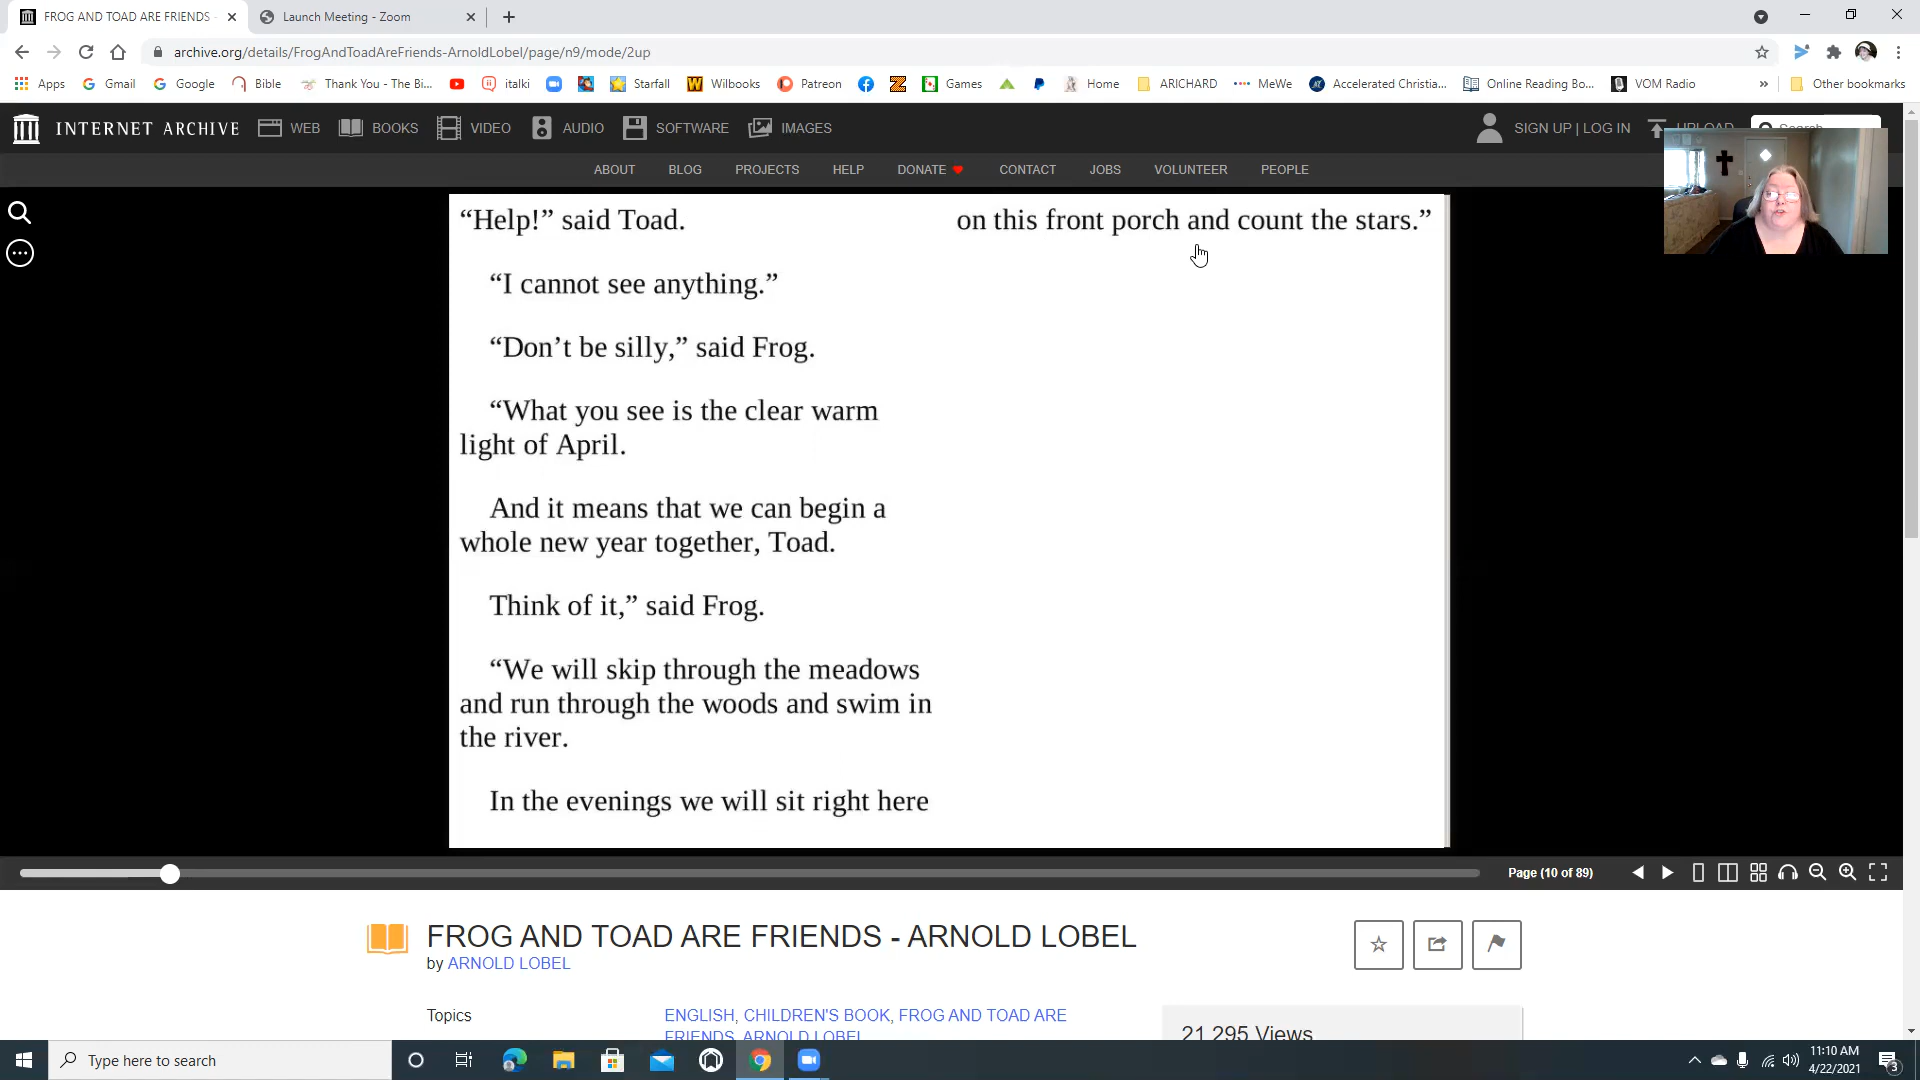 FROG AND TOAD ARE FRIENDS -
Launch Meeting - Zoom
archive.org/details/FrogAndToadAreFriends-ArnoldLobel/page/n9/mode/2up
Apps
Gmail
Google
Bible
Thank You - The Bi...
italki
Starfall
Wilbooks
Patreon
Games
Home
ARICHARD
MeWe
Accelerated Christia...
Online Reading Bo...
VOM Radio
»
Other bookmarks
INTERNET ARCHIVE
WEB
BOOKS
VIDEO
AUDIO
SOFTWARE
IMAGES
SIGN UP | LOG IN
UPLOAD
Search
ABOUT
BLOG
PROJECTS
HELP
DONATE
CONTACT
JOBS
VOLUNTEER
PEOPLE
“Help!” said Toad.
“I cannot see anything.”
“Don’t be silly,” said Frog.
“What you see is the clear warm
light of April.
And it means that we can begin a
whole new year together, Toad.
Think of it,” said Frog.
“We will skip through the meadows
and run through the woods and swim in
the river.
In the evenings we will sit right here
on this front porch and count the stars.”
Page (10 of 89)
FROG AND TOAD ARE FRIENDS - ARNOLD LOBEL
by ARNOLD LOBEL
Topics
ENGLISH, CHILDREN'S BOOK, FROG AND TOAD ARE
FRIENDS, ARNOLD LOBEL
21,295 Views
Type here to search
11:10 AM
4/22/2021
3